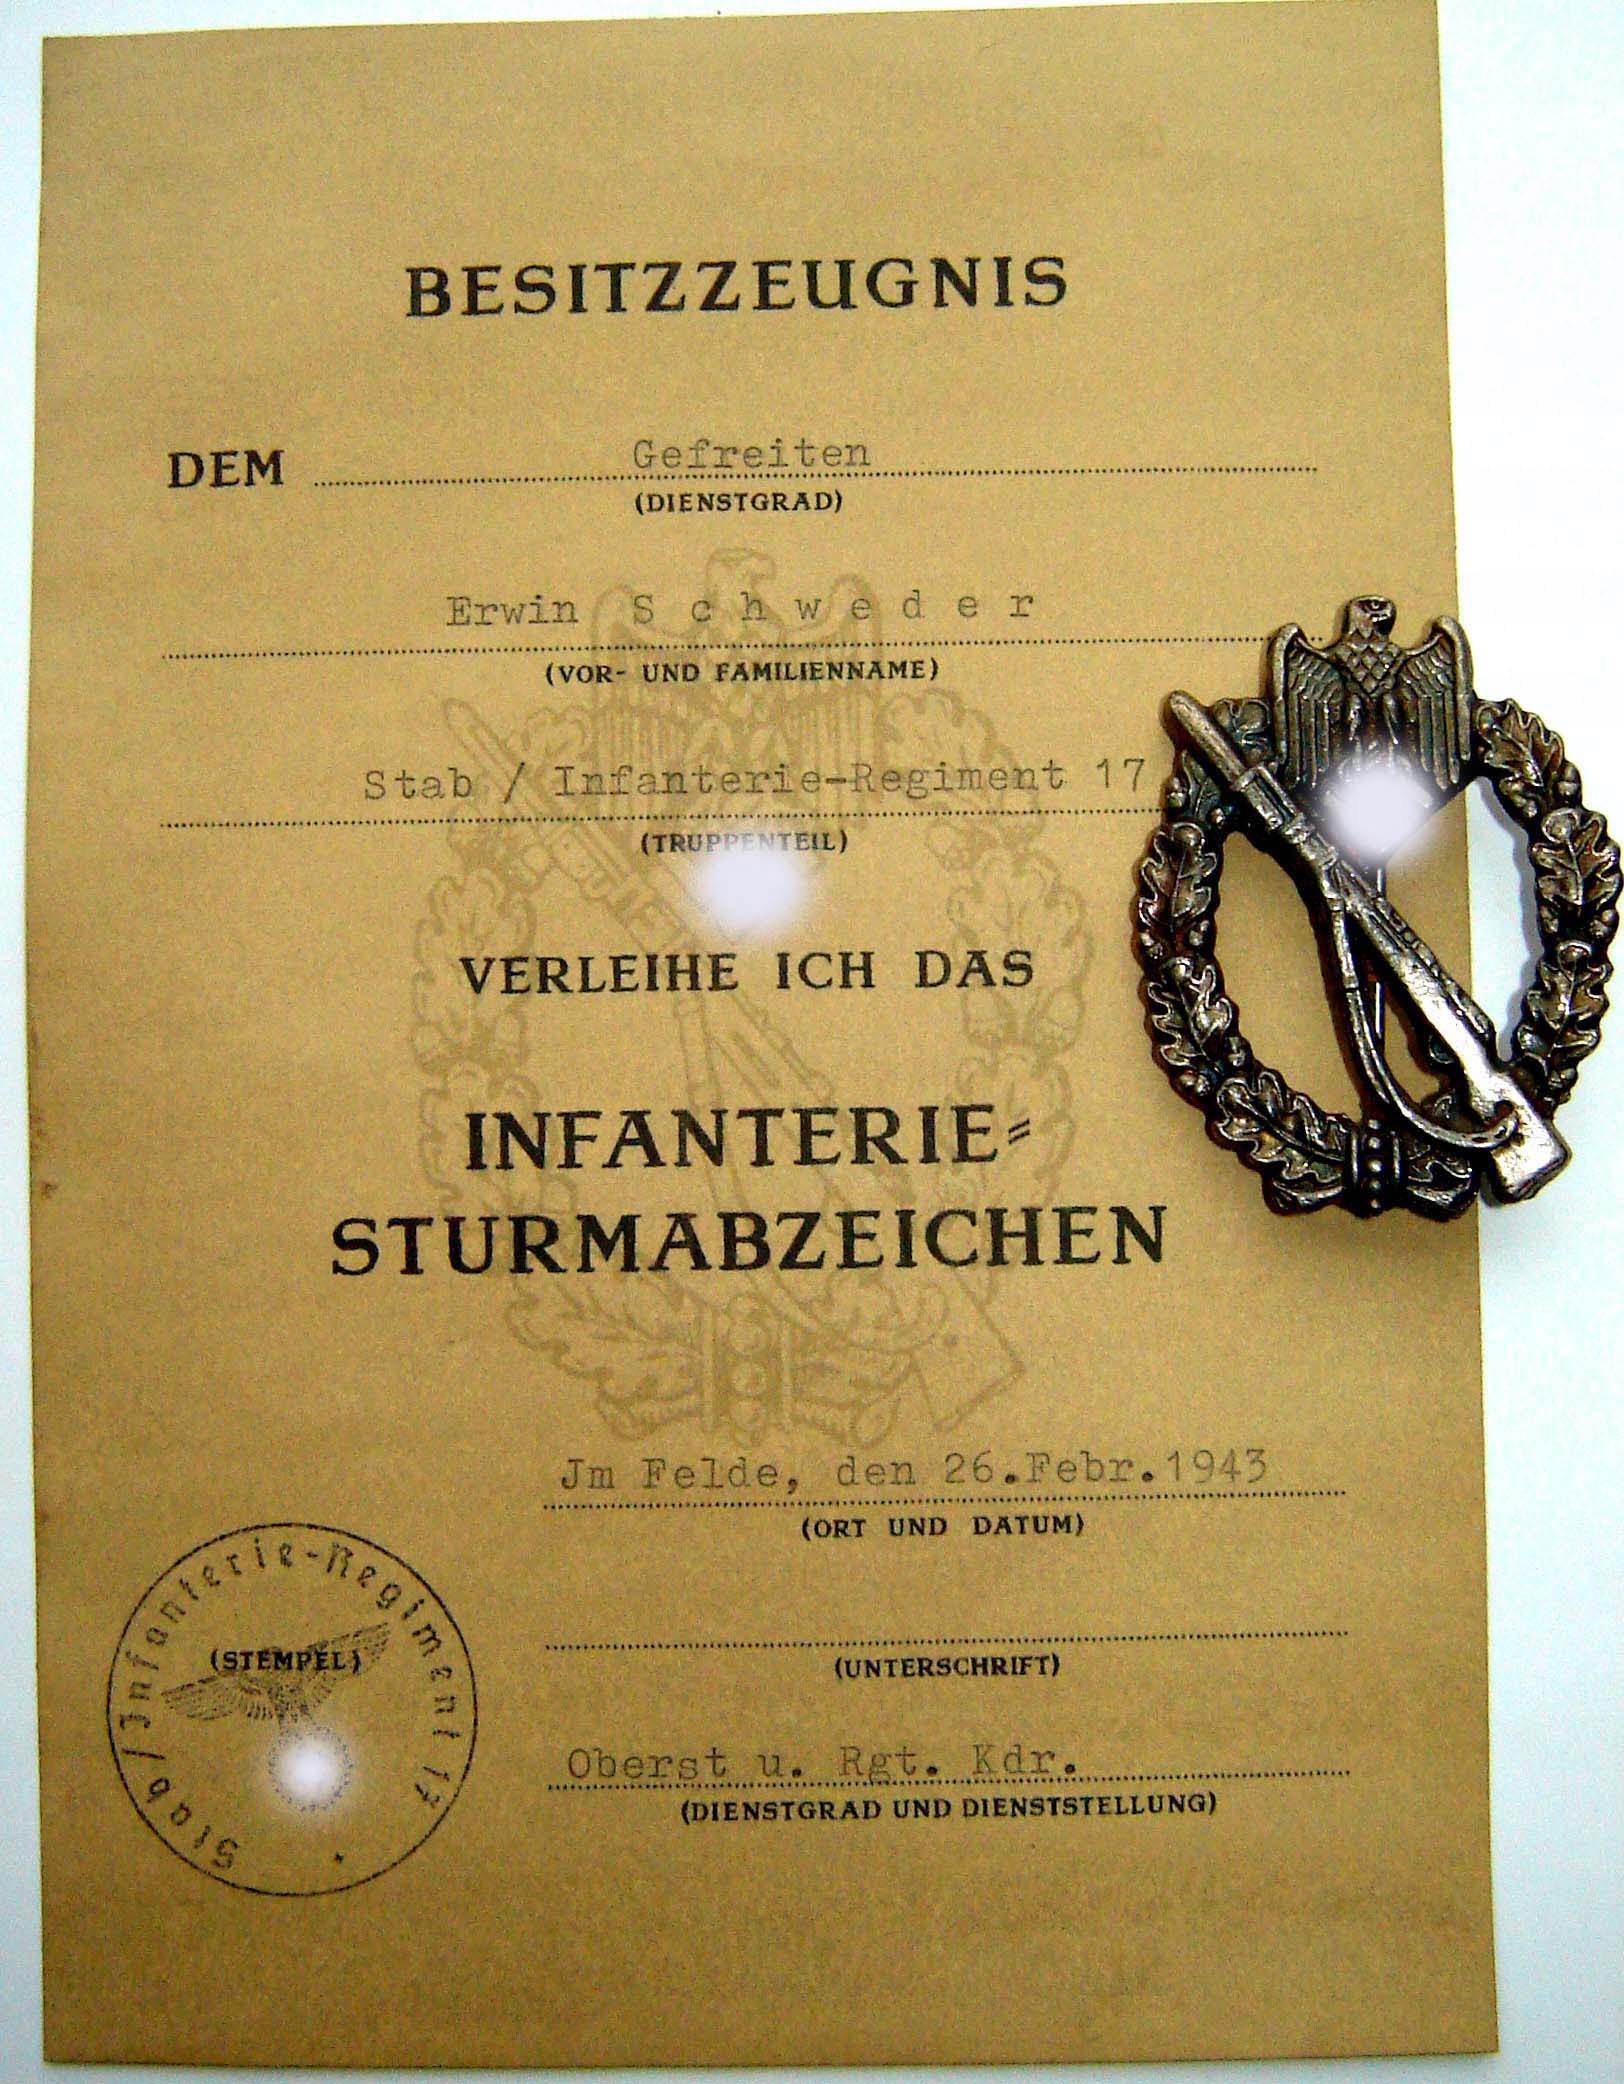 BESITZZEUGNIS
DEM Gefreiten
(DIENSTGRAD)
Erwin Schweder
(VOR- UND FAMILIENNAME)
Stab / Infanterie-Regiment 17
(TRUPPENTEIL)
VERLEIHE ICH DAS
INFANTERIE=
STURMABZEICHEN
Jm Felde, den 26.Febr.1943
(ORT UND DATUM)
Stab/Infanterie-Regiment 17
(STEMPEL)
(UNTERSCHRIFT)
Oberst u. Rgt. Kdr.
(DIENSTGRAD UND DIENSTSTELLUNG)